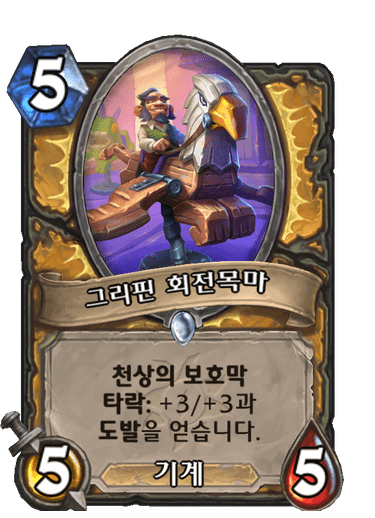 5
그리핀 회전목마
천상의 보호막
타락: +3/+3과
도발을 얻습니다.
5
기계
5